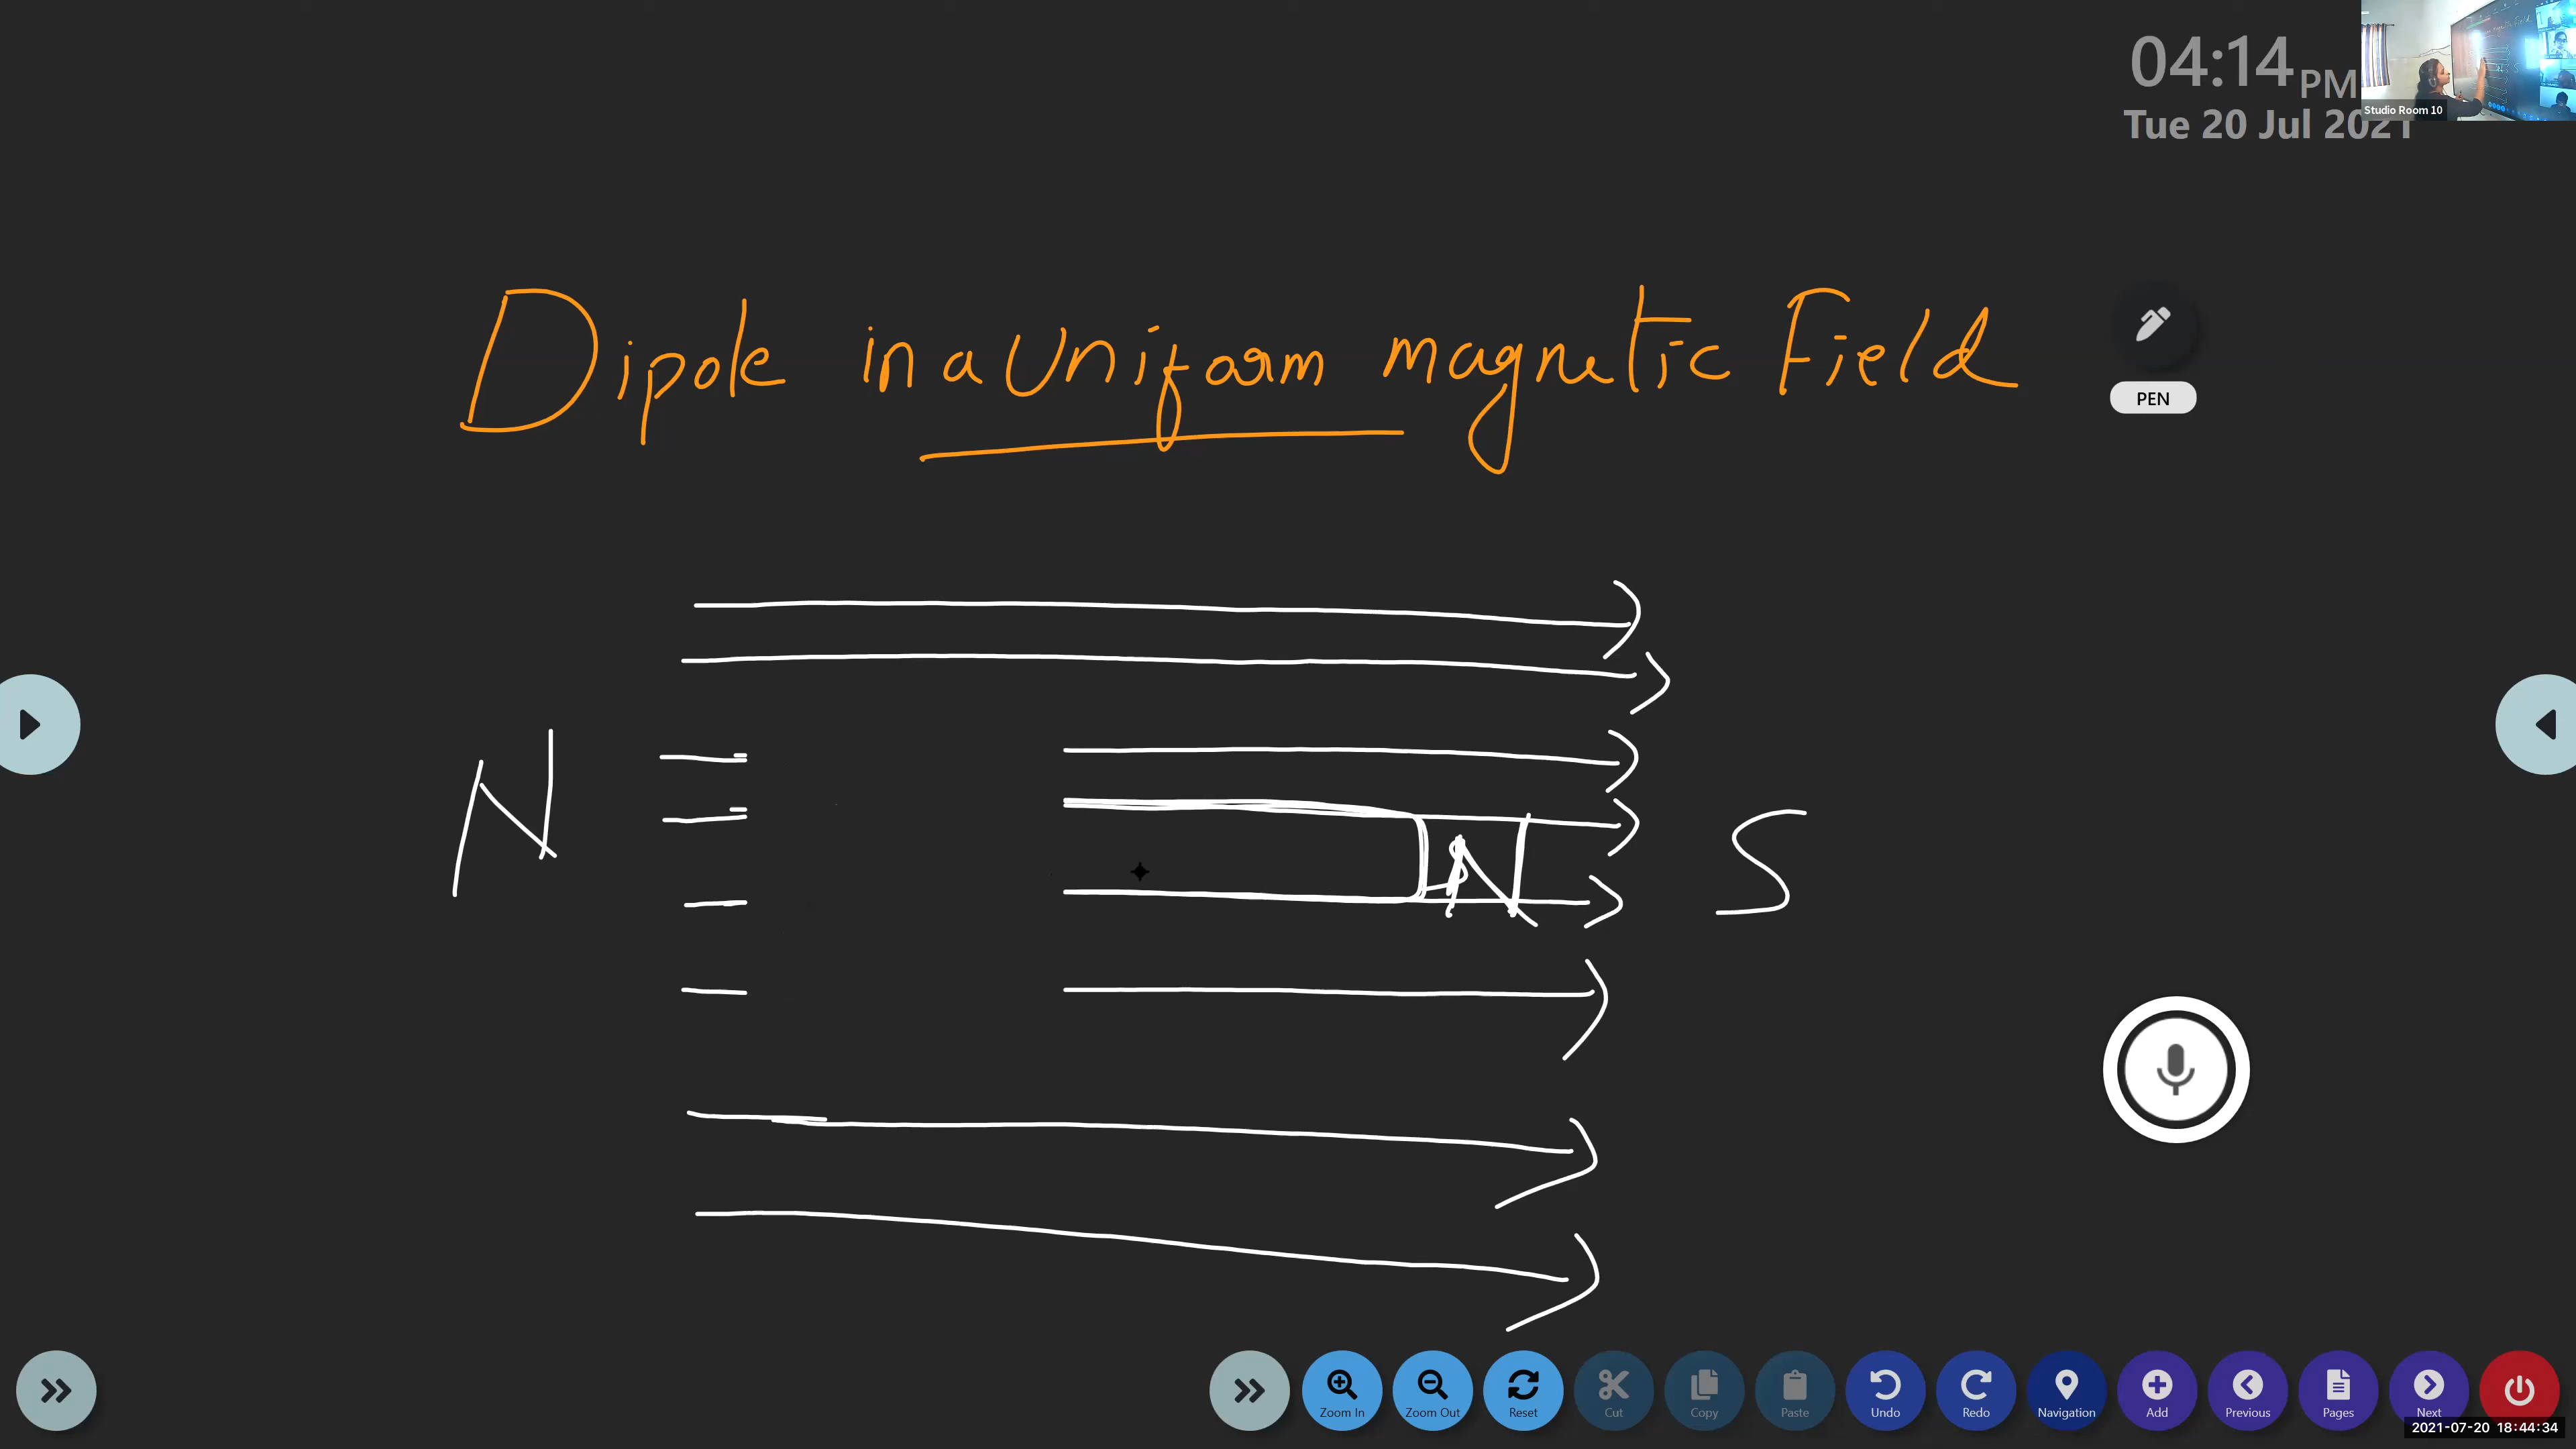 04:14 PM
Studio Room 10
Tue 20 Jul 2021
Dipole in a Uniform magnetic Field
PEN
N
N
S
Zoom In
Zoom Out
Reset
Cut
Copy
Paste
Undo
Redo
Navigation
Add
Previous
Pages
Next
2021-07-20 18:44:34